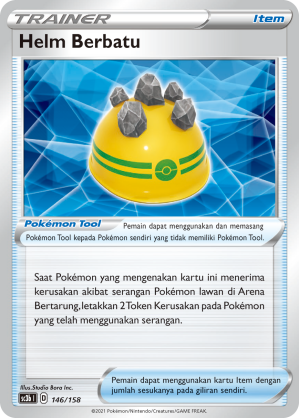 TRAINER Item
Helm Berbatu
Pokémon Tool Pemain dapat menggunakan dan memasang
Pokémon Tool kepada Pokémon sendiri yang tidak memiliki Pokémon Tool.
Saat Pokémon yang mengenakan kartu ini menerima
kerusakan akibat serangan Pokémon lawan di Arena
Bertarung, letakkan 2 Token Kerusakan pada Pokémon
yang telah melakukan serangan.
Illus. Studio Bora Inc.
sc3b I D 146/158
Pemain dapat menggunakan kartu Item dengan
jumlah sesukanya pada giliran sendiri.
©2021 Pokémon/Nintendo/Creatures/GAME FREAK.